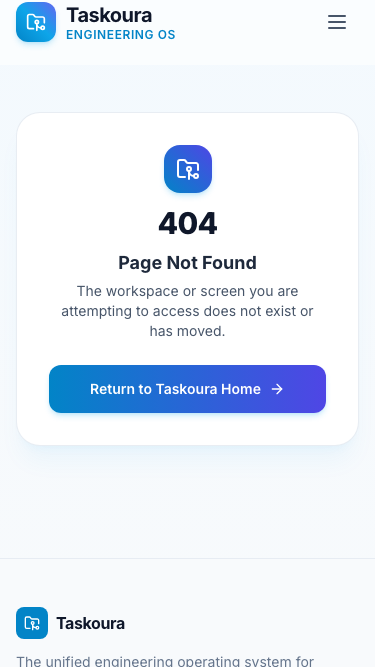 Taskoura
ENGINEERING OS
404
Page Not Found
The workspace or screen you are
attempting to access does not exist or
has moved.
Return to Taskoura Home
Taskoura
The unified engineering operating system for